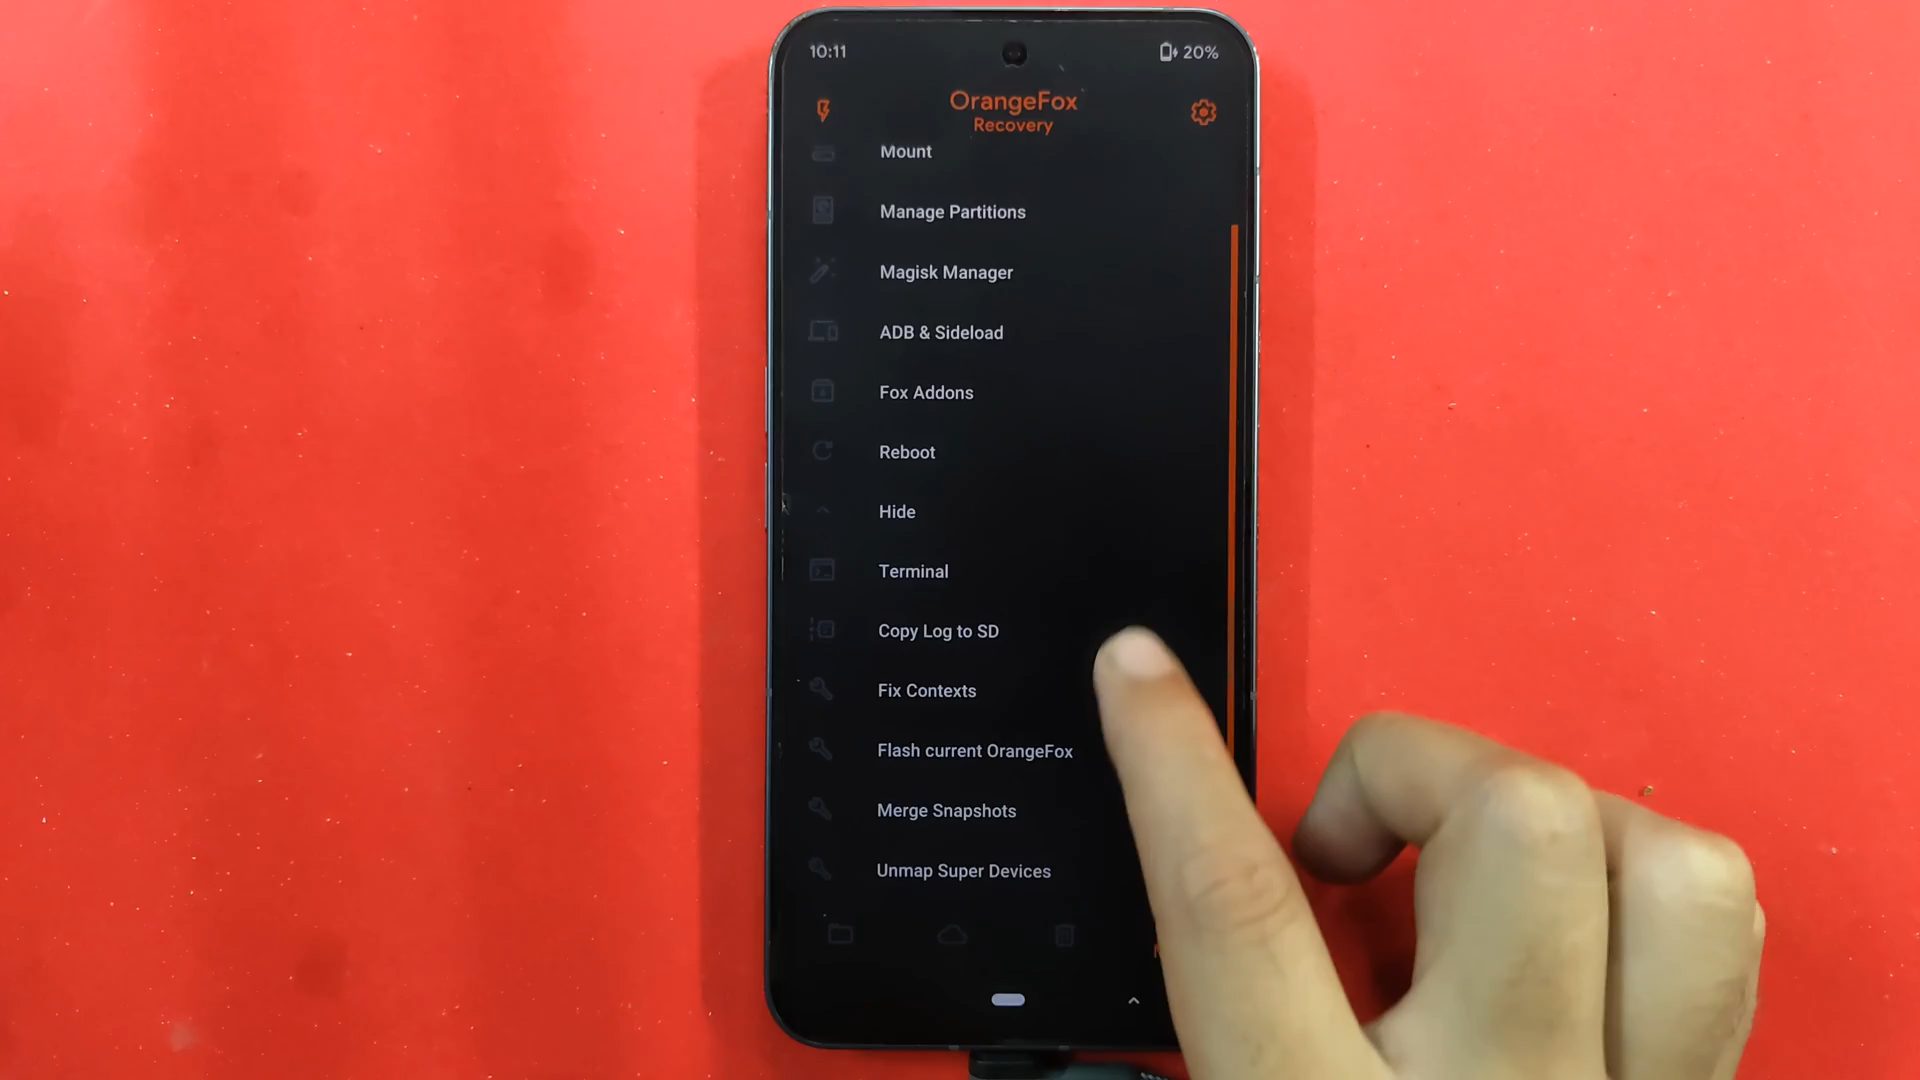 10:11
20%
OrangeFox
Recovery
Mount
Manage Partitions
Magisk Manager
ADB & Sideload
Fox Addons
Reboot
Hide
Terminal
Copy Log to SD
Fix Contexts
Flash current OrangeFox
Merge Snapshots
Unmap Super Devices